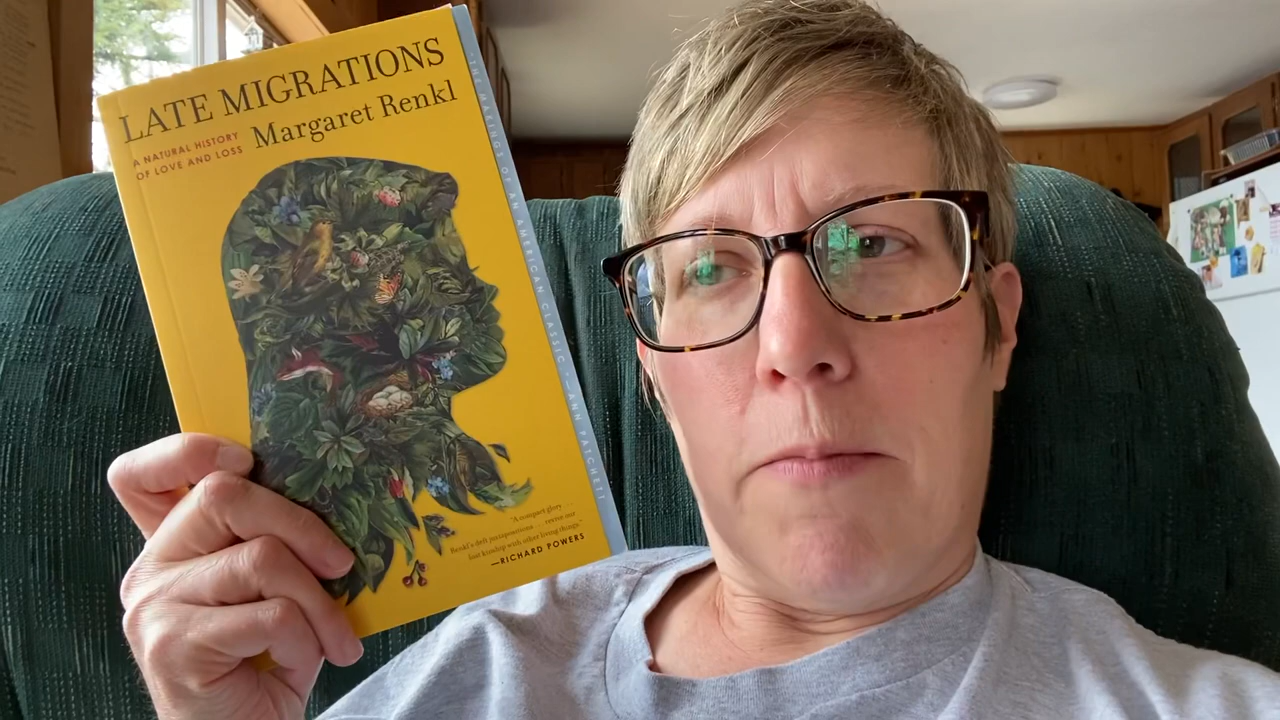 LATE MIGRATIONS
A NATURAL HISTORY
OF LOVE AND LOSS
Margaret Renkl
"THE MAKINGS OF AN AMERICAN CLASSIC." —ANN PATCHETT
"A compact glory . . .
Renkl's deft juxtapositions . . . revive our
lost kinship with other living things."
—RICHARD POWERS